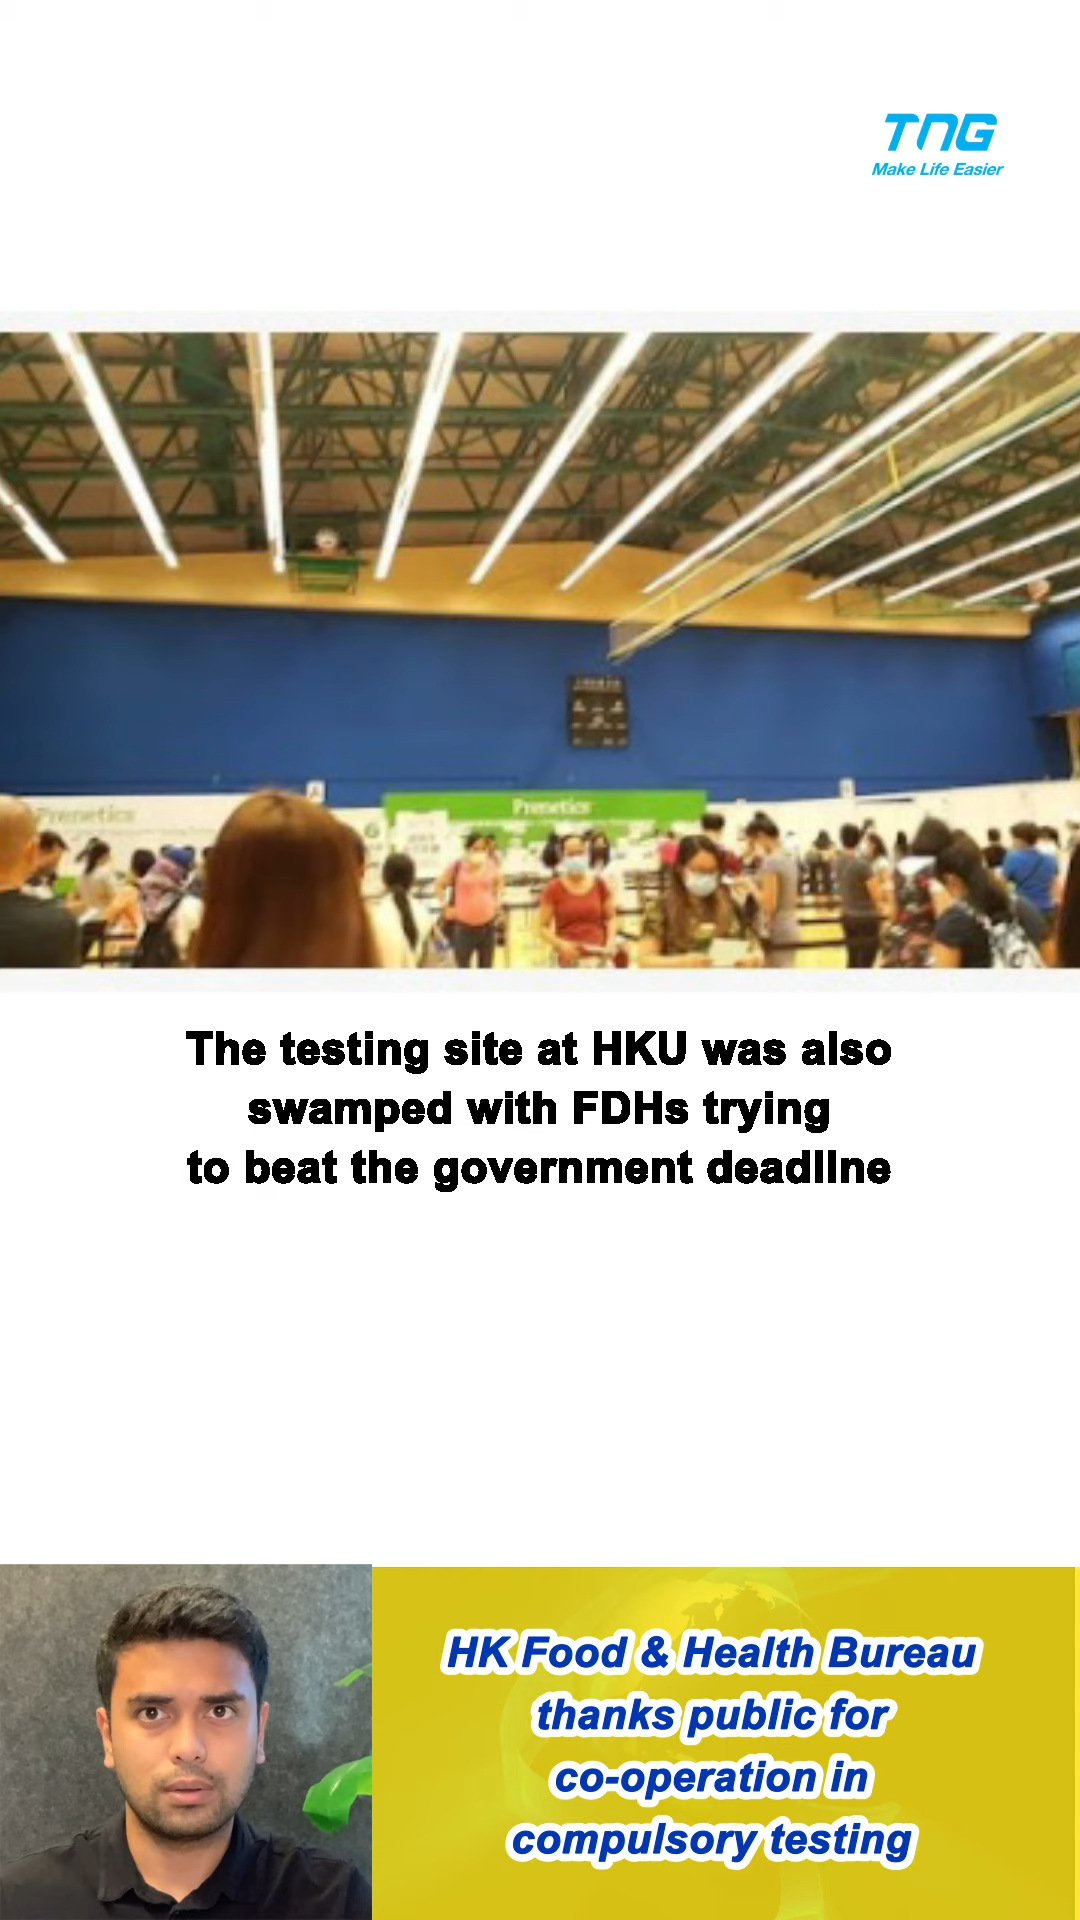 TNG
Make Life Easier
Prenetics
Prenetics
The testing site at HKU was also
swamped with FDHs trying
to beat the government deadline
HK Food & Health Bureau
thanks public for
co-operation in
compulsory testing